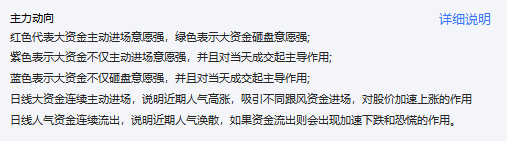 主力动向
详细说明
红色代表大资金主动进场意愿强，绿色表示大资金砸盘意愿强;
紫色表示大资金不仅主动进场意愿强，并且对当天成交起主导作用;
蓝色表示大资金不仅砸盘意愿强，并且对当天成交起主导作用;
日线大资金连续主动进场，说明近期人气高涨，吸引不同跟风资金进场，对股价加速上涨的作用
日线人气资金连续流出，说明近期人气涣散，如果资金流出则会出现加速下跌和恐慌的作用。